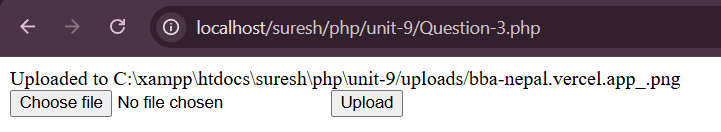 localhost/suresh/php/unit-9/Question-3.php
Uploaded to C:\xampp\htdocs\suresh\php\unit-9/uploads/bba-nepal.vercel.app_.png
Choose file No file chosen Upload